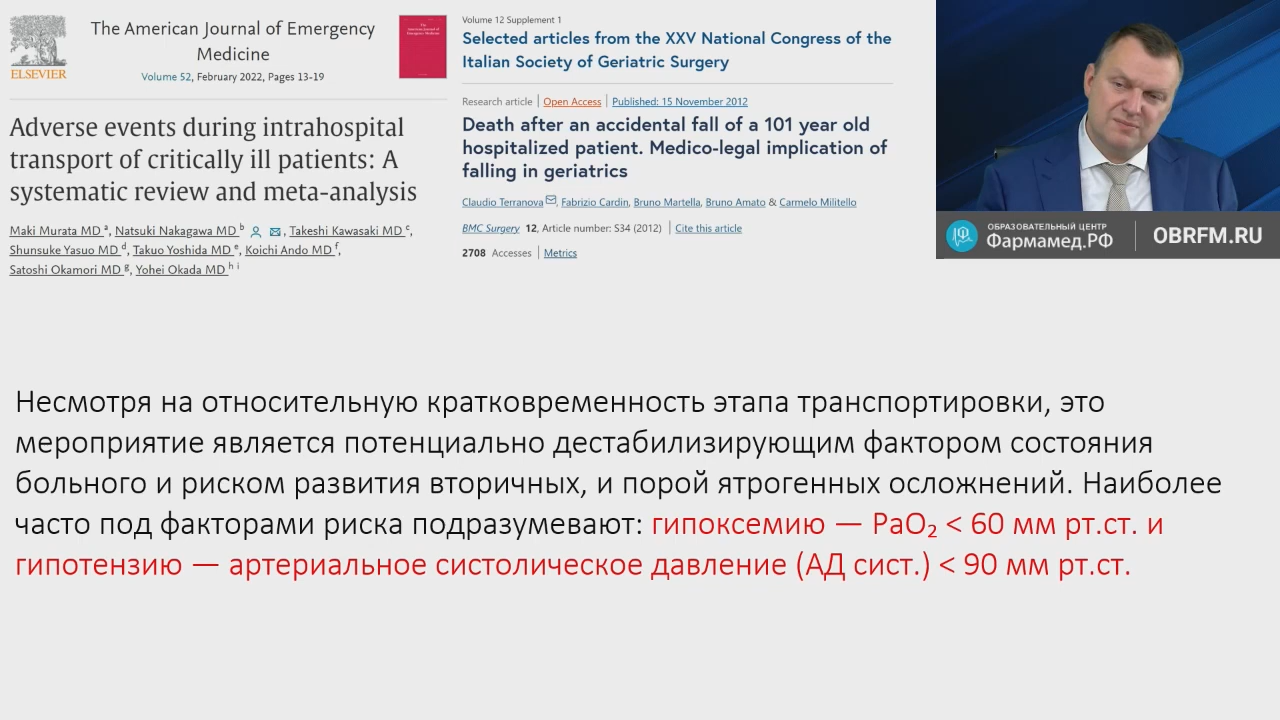 ELSEVIER
The American Journal of Emergency
Medicine
Volume 52, February 2022, Pages 13-19
Adverse events during intrahospital
transport of critically ill patients: A
systematic review and meta-analysis
Maki Murata MD a, Natsuki Nakagawa MD b, Takeshi Kawasaki MD c,
Shunsuke Yasuo MD d, Takuo Yoshida MD e, Koichi Ando MD f,
Satoshi Okamori MD g, Yohei Okada MD h i
Volume 12 Supplement 1
Selected articles from the XXV National Congress of the
Italian Society of Geriatric Surgery
Research article | Open Access | Published: 15 November 2012
Death after an accidental fall of a 101 year old
hospitalized patient. Medico-legal implication of
falling in geriatrics
Claudio Terranova, Fabrizio Cardin, Bruno Martella, Bruno Amato & Carmelo Militello
BMC Surgery 12, Article number: S34 (2012) | Cite this article
2708 Accesses | Metrics
ОБРАЗОВАТЕЛЬНЫЙ ЦЕНТР
Фармамед.РФ | OBRFM.RU
Несмотря на относительную кратковременность этапа транспортировки, это
мероприятие является потенциально дестабилизирующим фактором состояния
больного и риском развития вторичных, и порой ятрогенных осложнений. Наиболее
часто под факторами риска подразумевают: гипоксемию — PaO₂ < 60 мм рт.ст. и
гипотензию — артериальное систолическое давление (АД сист.) < 90 мм рт.ст.